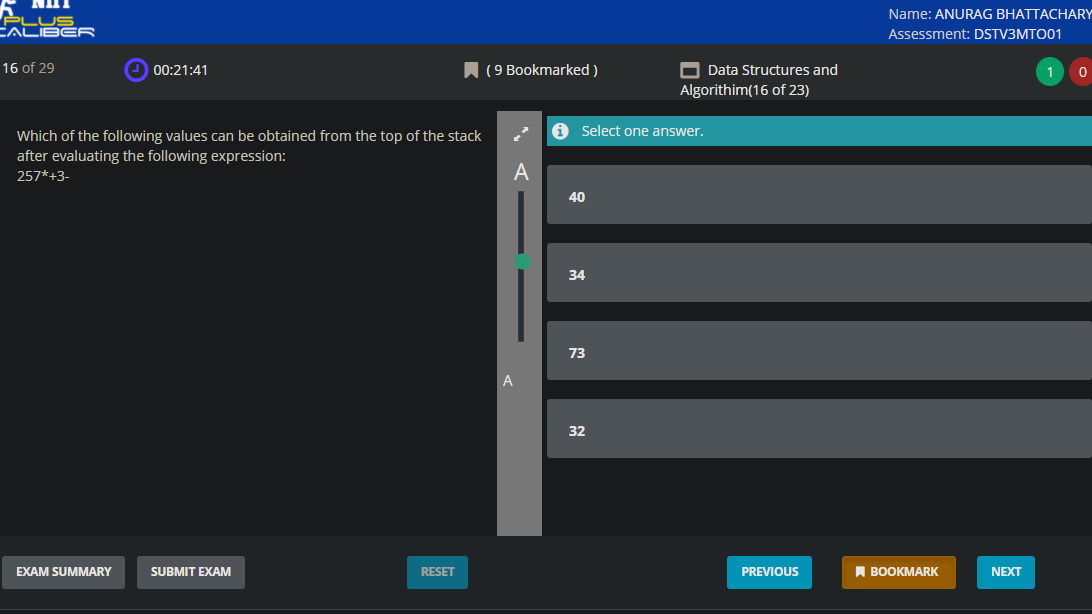 NIIT
PLUS
CALIBER
Name: ANURAG BHATTACHARY
Assessment: DSTV3MTO01
16 of 29
00:21:41
( 9 Bookmarked )
Data Structures and
Algorithim(16 of 23)
1
0
Which of the following values can be obtained from the top of the stack
after evaluating the following expression:
257*+3-
A
A
Select one answer.
40
34
73
32
EXAM SUMMARY
SUBMIT EXAM
RESET
PREVIOUS
BOOKMARK
NEXT